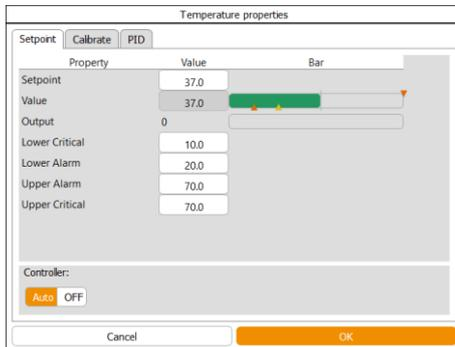 Temperature properties
Setpoint Calibrate PID
Property Value Bar
Setpoint 37.0
Value 37.0
Output 0
Lower Critical 10.0
Lower Alarm 20.0
Upper Alarm 70.0
Upper Critical 70.0
Controller:
Auto OFF
Cancel OK